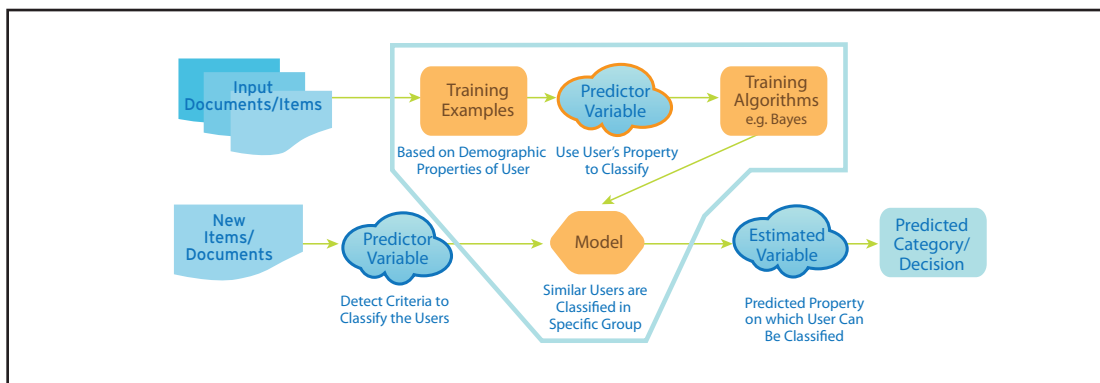 Input
Documents/Items
Training
Examples
Based on Demographic
Properties of User
Predictor
Variable
Use User's Property
to Classify
Training
Algorithms
e.g. Bayes
New
Items/
Documents
Predictor
Variable
Detect Criteria to
Classify the Users
Model
Similar Users are
Classified in
Specific Group
Estimated
Variable
Predicted Property
on which User Can
Be Classified
Predicted
Category/
Decision